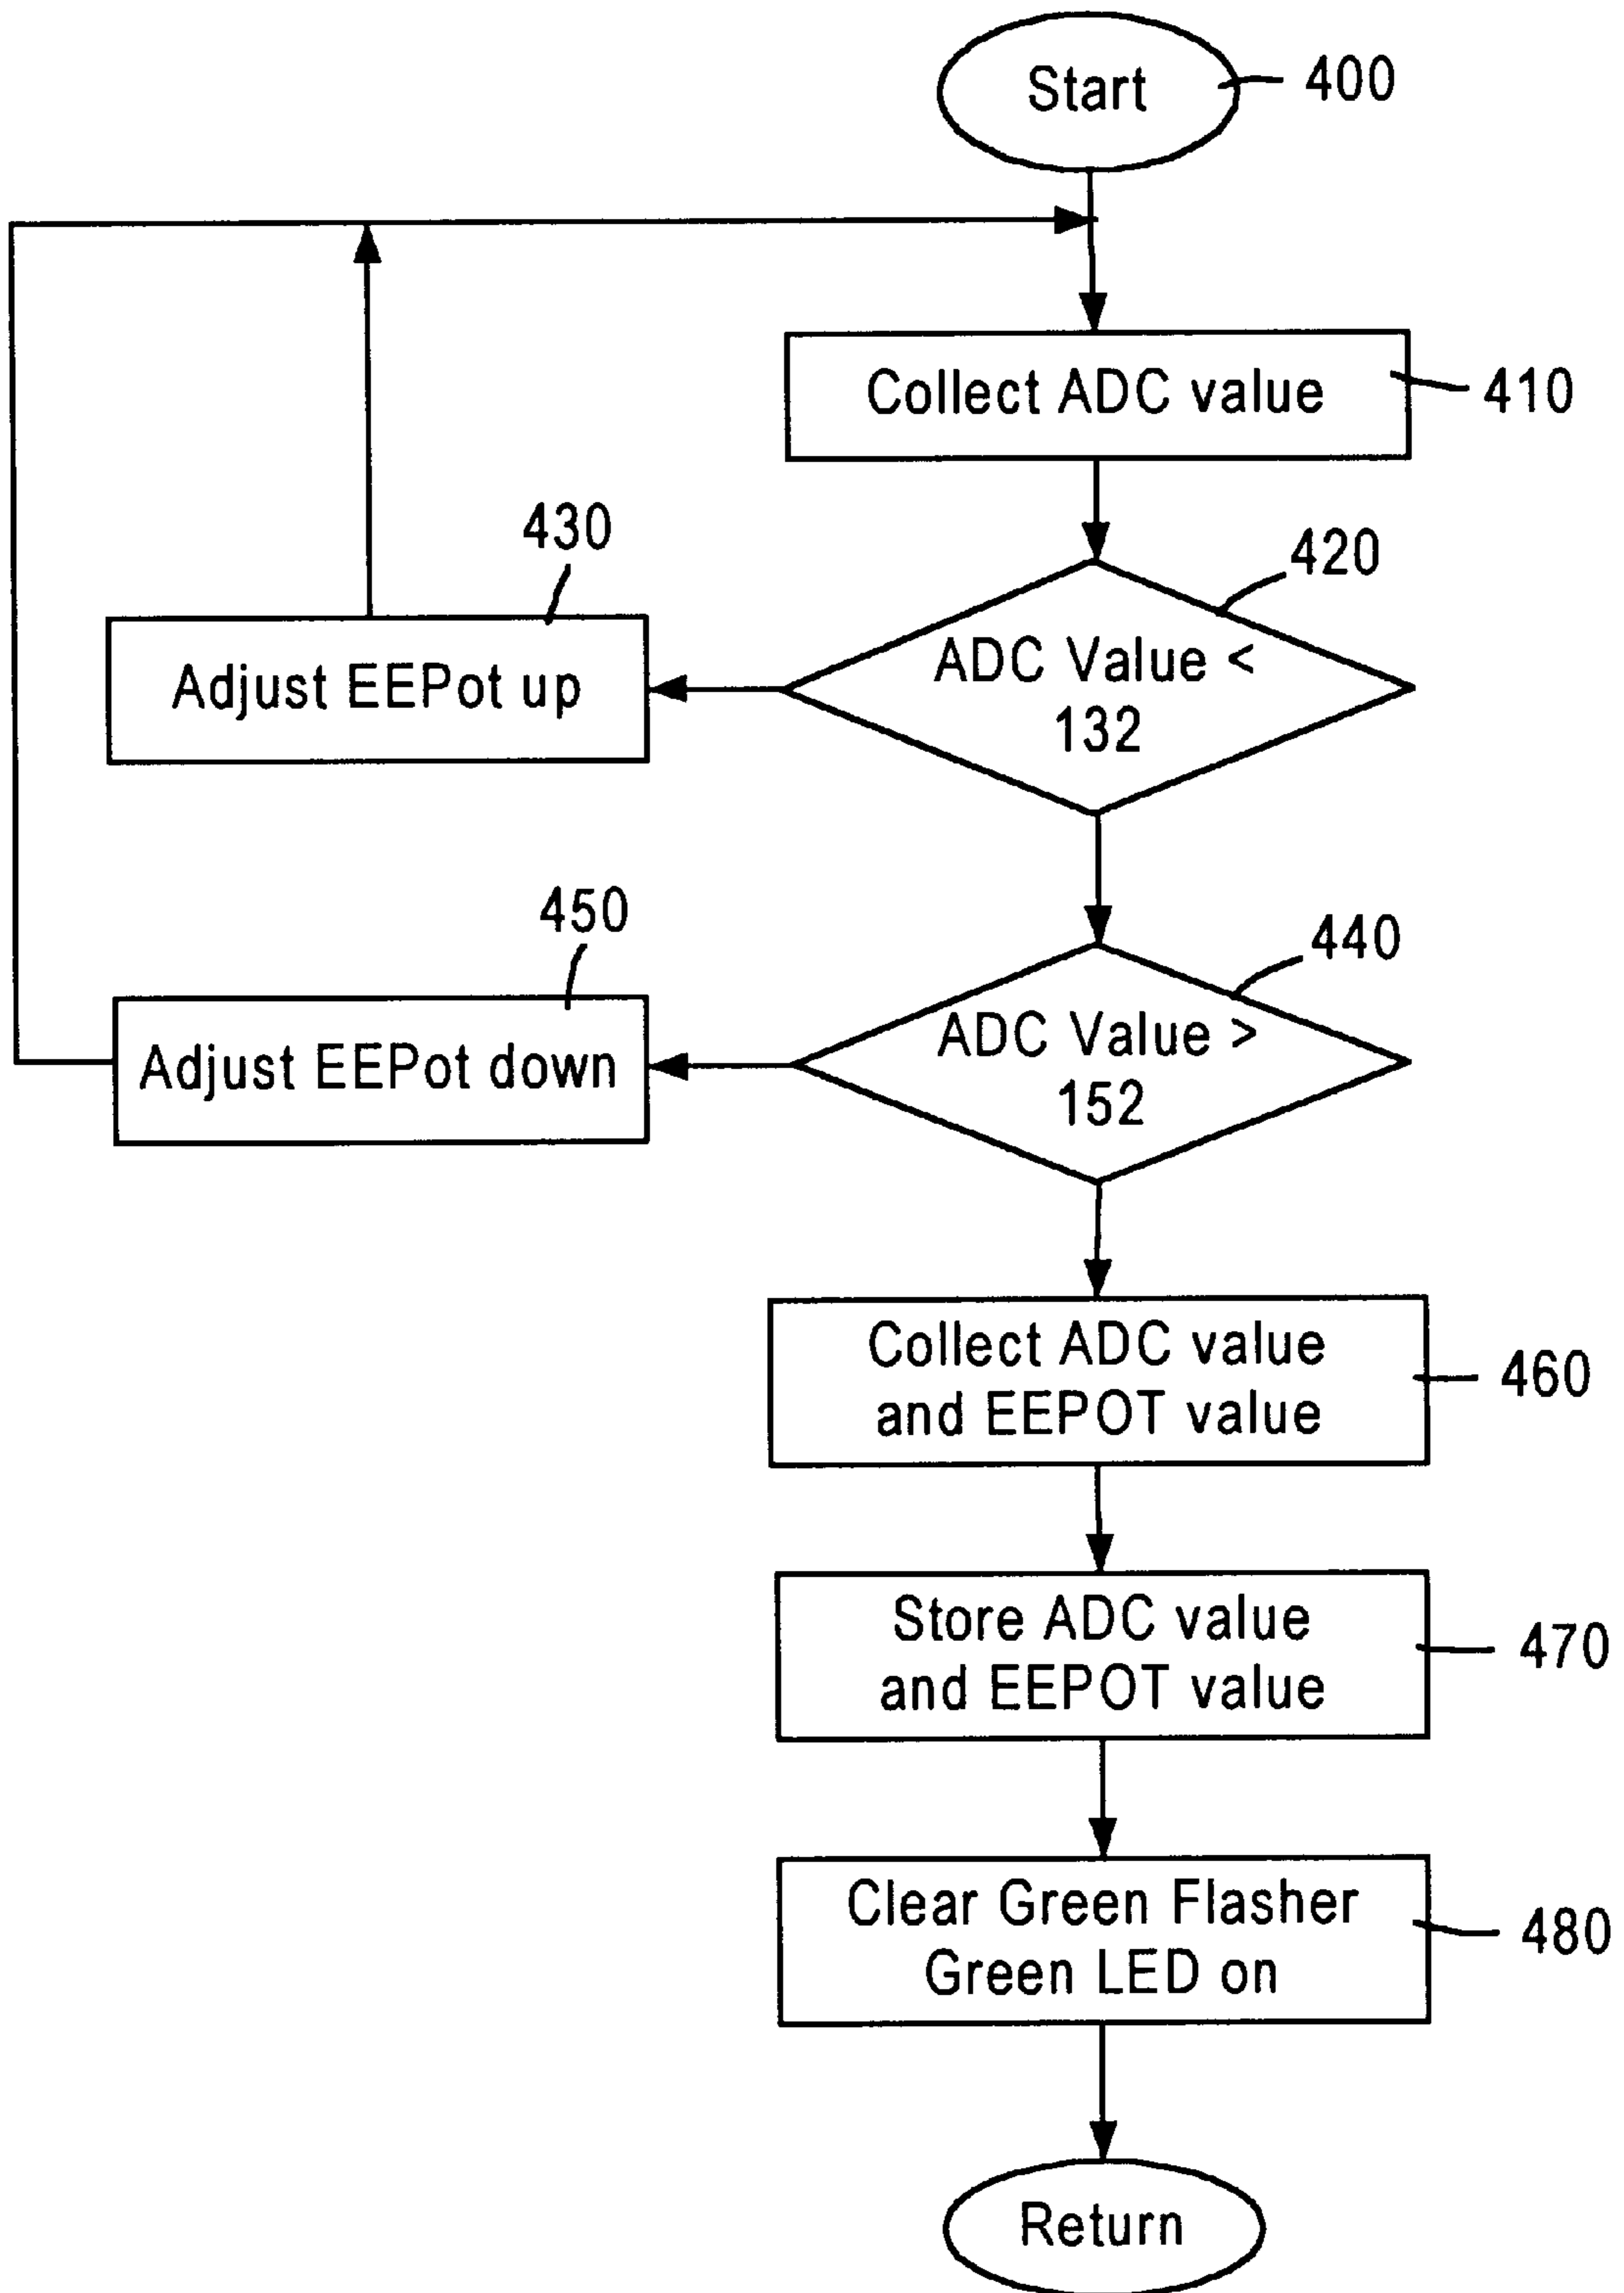 Start
400
Collect ADC value
410
430
420
Adjust EEPot up
ADC Value <
132
450
440
Adjust EEPot down
ADC Value >
152
Collect ADC value
and EEPOT value
460
Store ADC value
and EEPOT value
470
Clear Green Flasher
Green LED on
480
Return